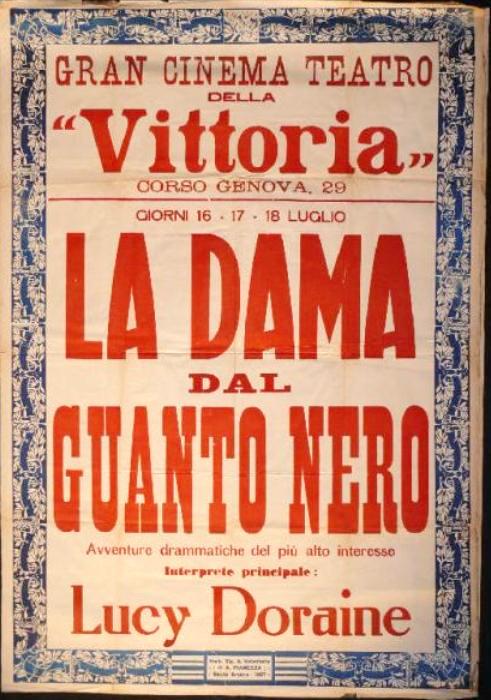 GRAN CINEMA TEATRO
DELLA
“Vittoria„
CORSO GENOVA, 29
GIORNI 16 - 17 - 18 LUGLIO
LA DAMA
DAL
GUANTO NERO
Avventure drammatiche del più alto interesse
Interprete principale:
Lucy Doraine